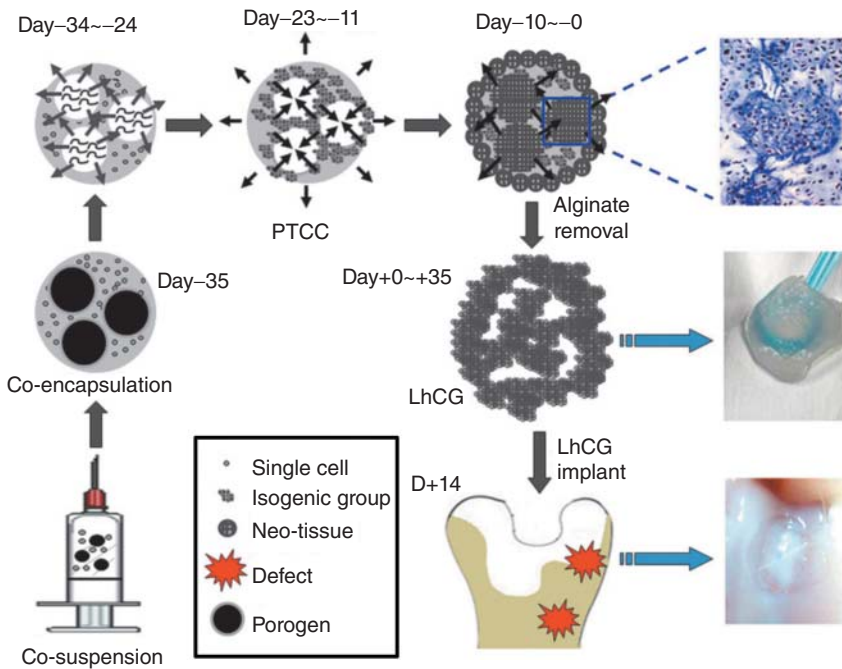 Day–34~–24
Day–23~–11
Day–10~–0
PTCC
Alginate
removal
Day–35
Day+0~+35
Co-encapsulation
LhCG
LhCG
implant
D+14
Single cell
Isogenic group
Neo-tissue
Defect
Porogen
Co-suspension